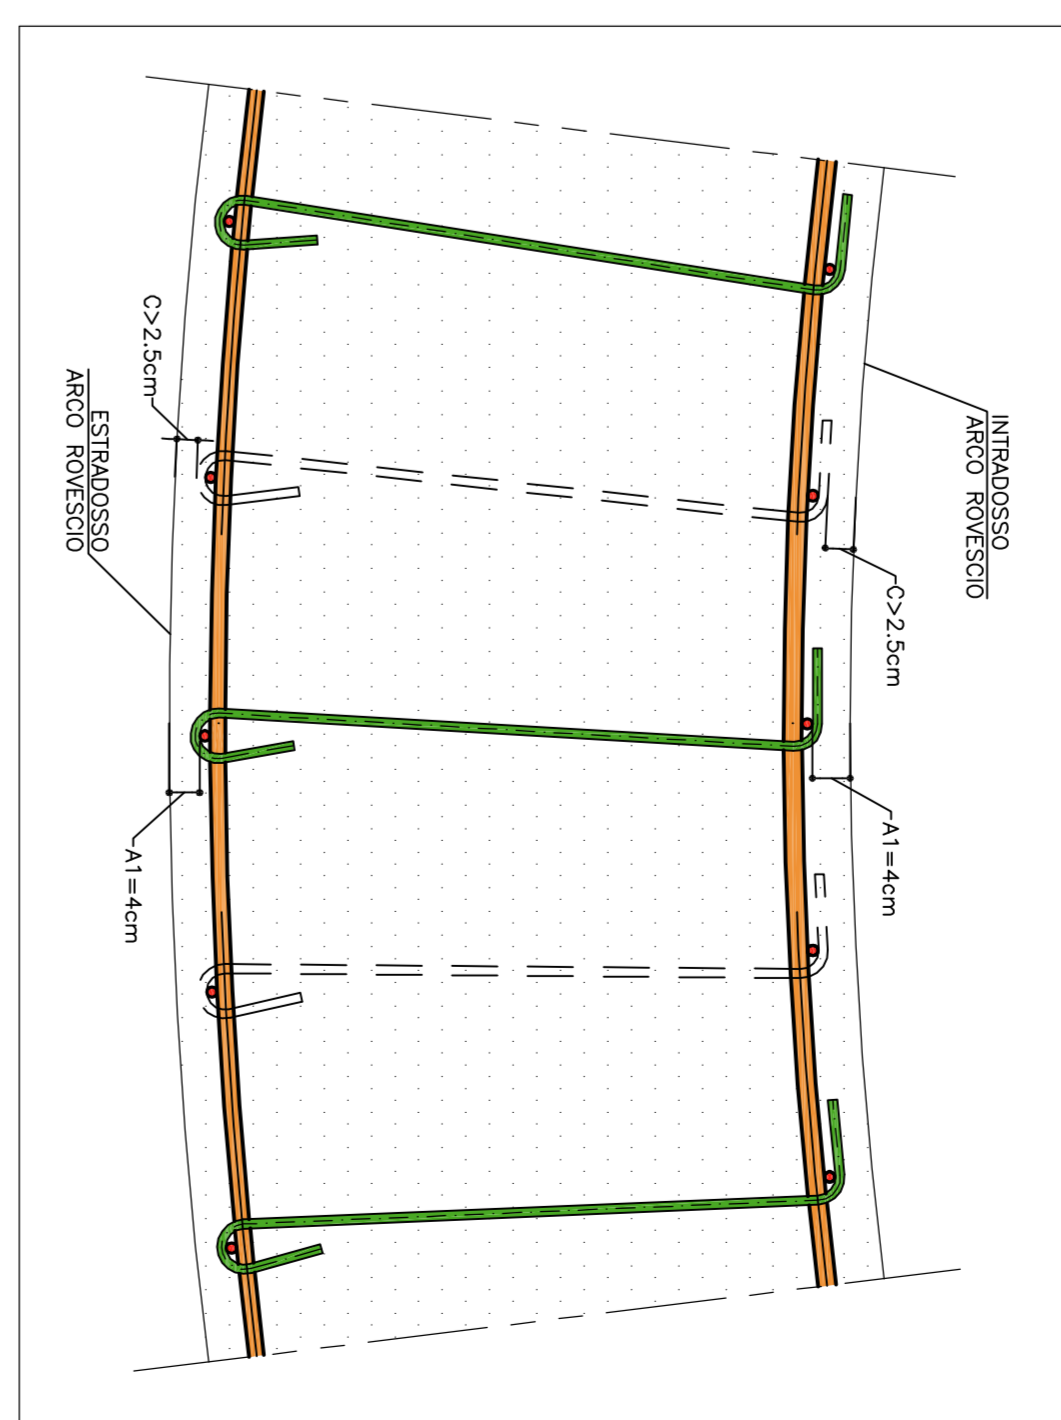 INTRADOSSO
ARCO ROVESCIO
C>2.5cm
A1=4cm
C>2.5cm
ESTRADOSSO
ARCO ROVESCIO
A1=4cm